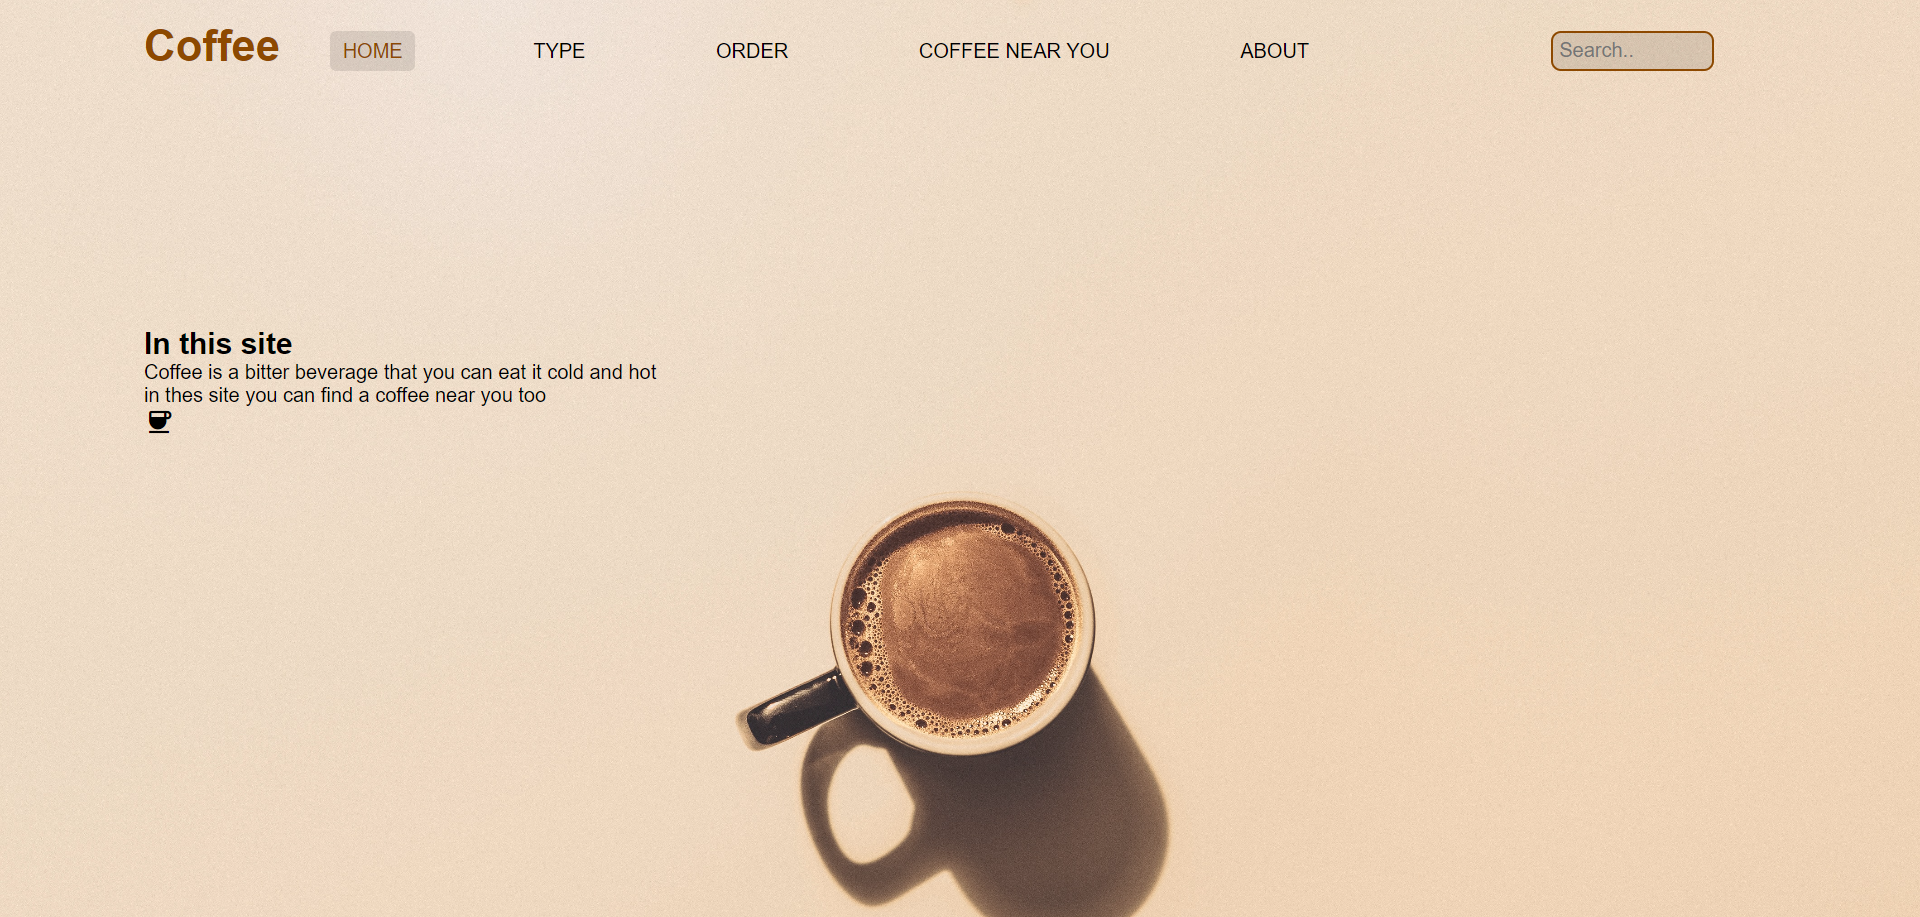 Coffee
HOME
TYPE
ORDER
COFFEE NEAR YOU
ABOUT
Search..
In this site
Coffee is a bitter beverage that you can eat it cold and hot
in thes site you can find a coffee near you too